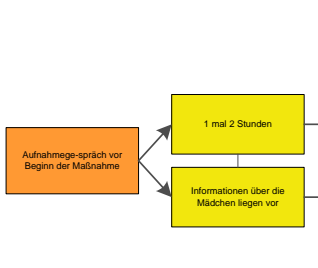 Aufnahmege-spräch vor
Beginn der Maßnahme
1 mal 2 Stunden
Informationen über die
Mädchen liegen vor